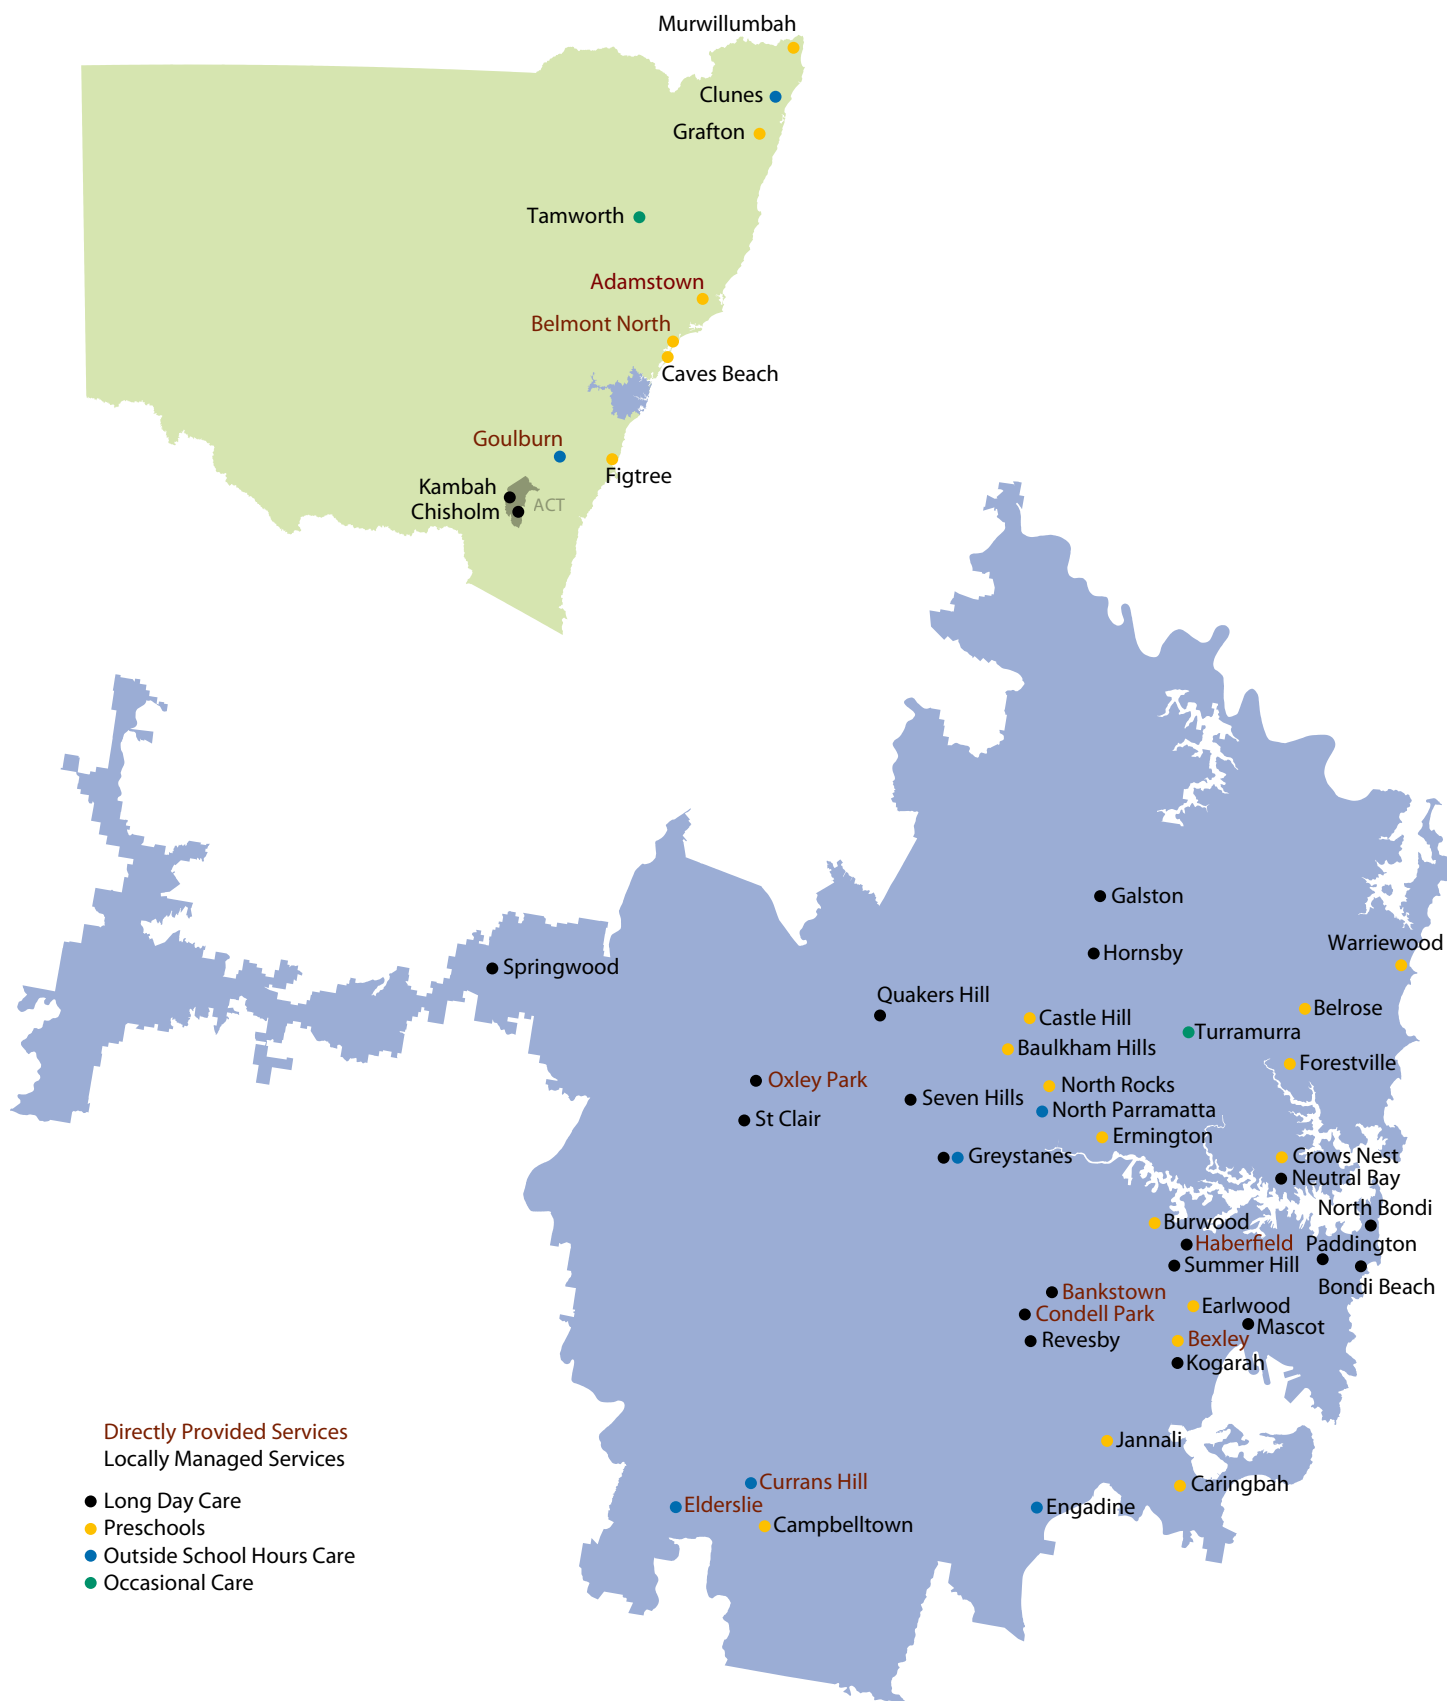 Murwillumbah
Clunes
Grafton
Tamworth
Adamstown
Belmont North
Caves Beach
Goulburn
Figtree
Kambah
ACT
Chisholm
Galston
Warriewood
Hornsby
Springwood
Quakers Hill
Belrose
Castle Hill
Turramurra
Baulkham Hills
Forestville
Oxley Park
North Rocks
Seven Hills
North Parramatta
St Clair
Ermington
Greystanes
Crows Nest
Neutral Bay
North Bondi
Burwood
Haberfield
Paddington
Summer Hill
Bondi Beach
Bankstown
Earlwood
Condell Park
Mascot
Revesby
Bexley
Kogarah
Jannali
Currans Hill
Caringbah
Elderslie
Engadine
Campbelltown
Directly Provided Services
Locally Managed Services
Long Day Care
Preschools
Outside School Hours Care
Occasional Care